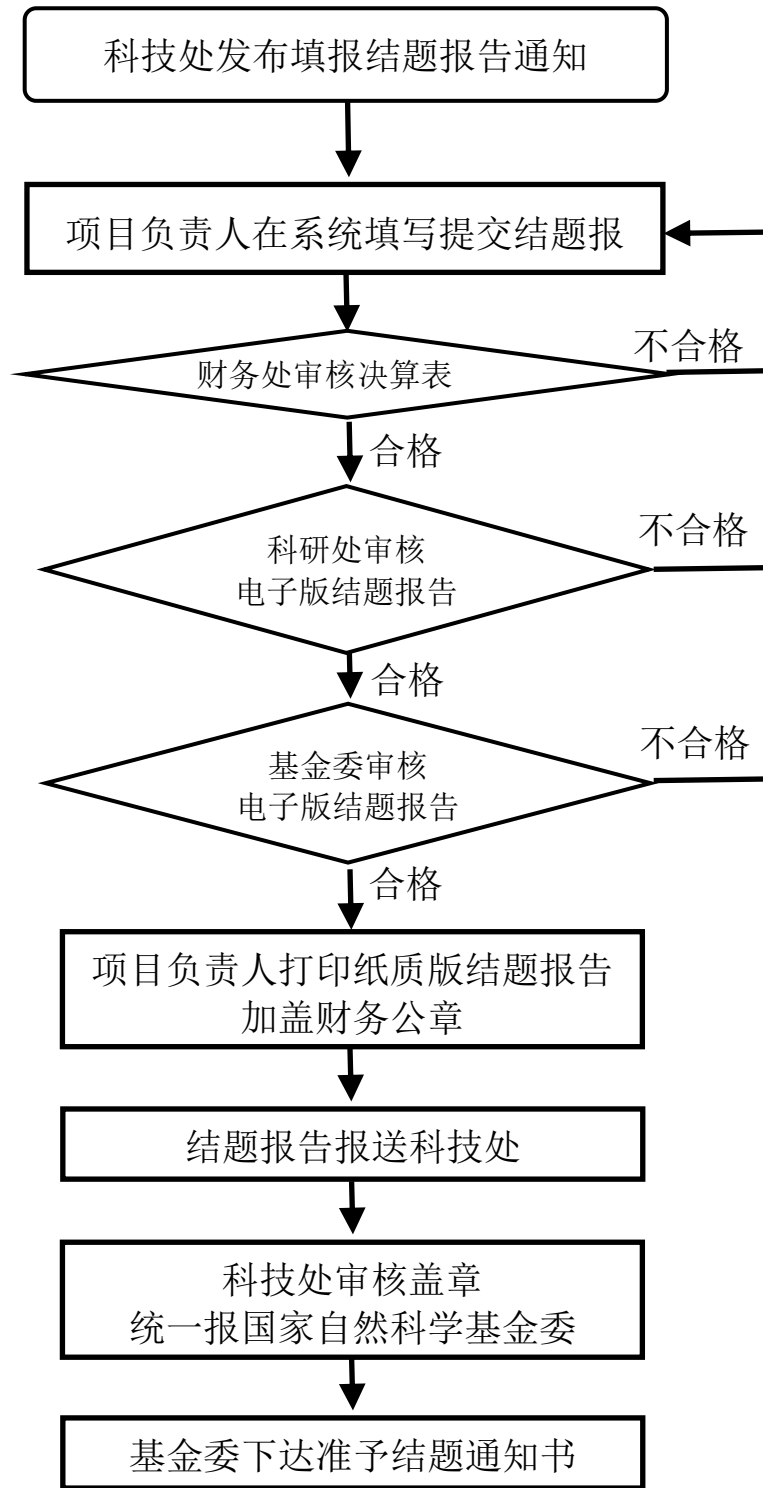 科技处发布填报结题报告通知
项目负责人在系统填写提交结题报
不合格
财务处审核决算表
合格
不合格
科研处审核
电子版结题报告
合格
不合格
基金委审核
电子版结题报告
合格
项目负责人打印纸质版结题报告
加盖财务公章
结题报告报送科技处
科技处审核盖章
统一报国家自然科学基金委
基金委下达准予结题通知书